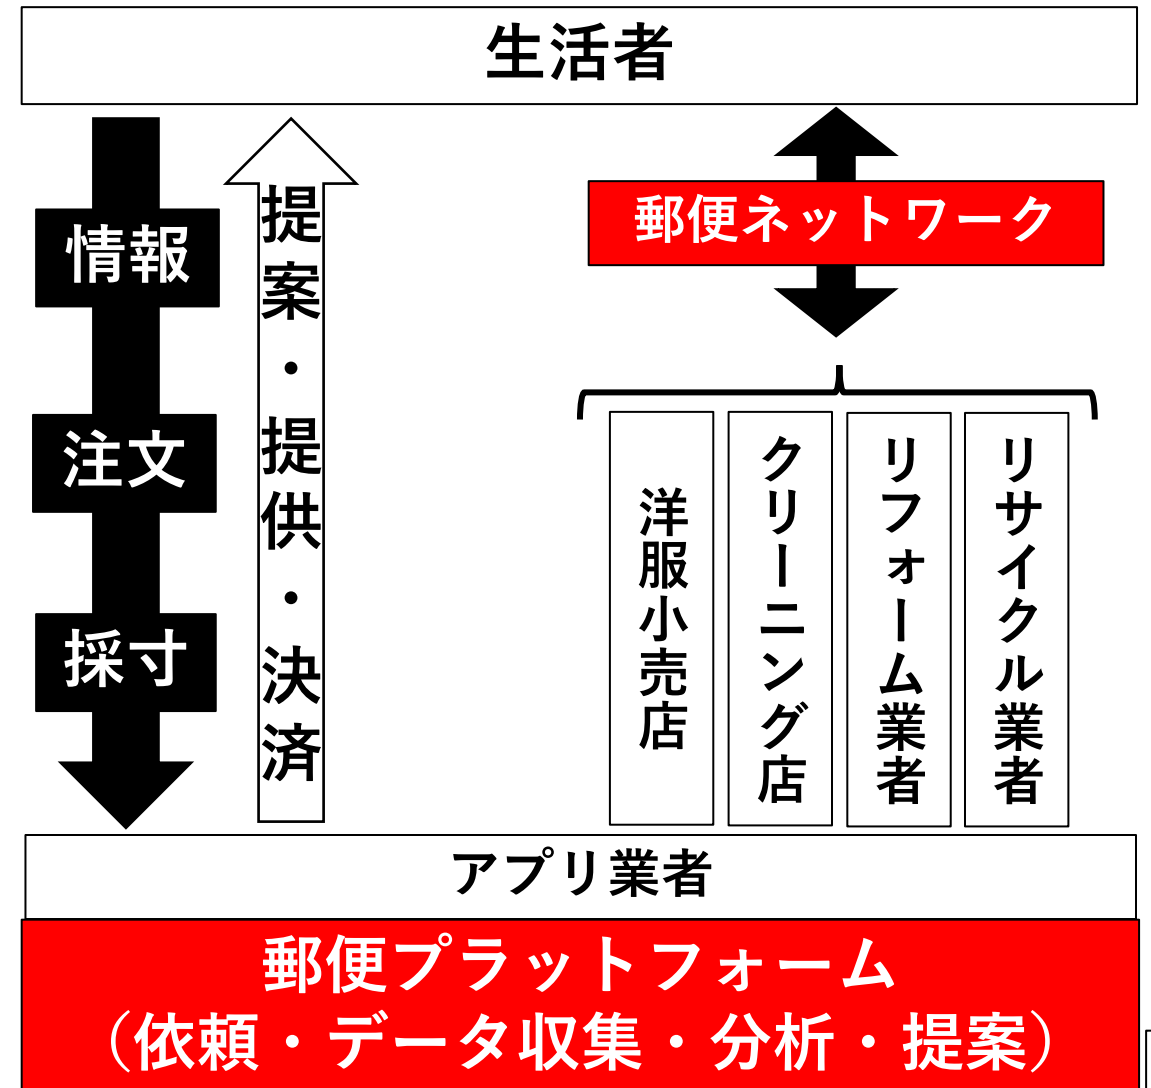 生活者
情報
注文
採寸
提案・提供・決済
郵便ネットワーク
洋服小売店
クリーニング店
リフォーム業者
リサイクル業者
アプリ業者
郵便プラットフォーム
（依頼・データ収集・分析・提案）